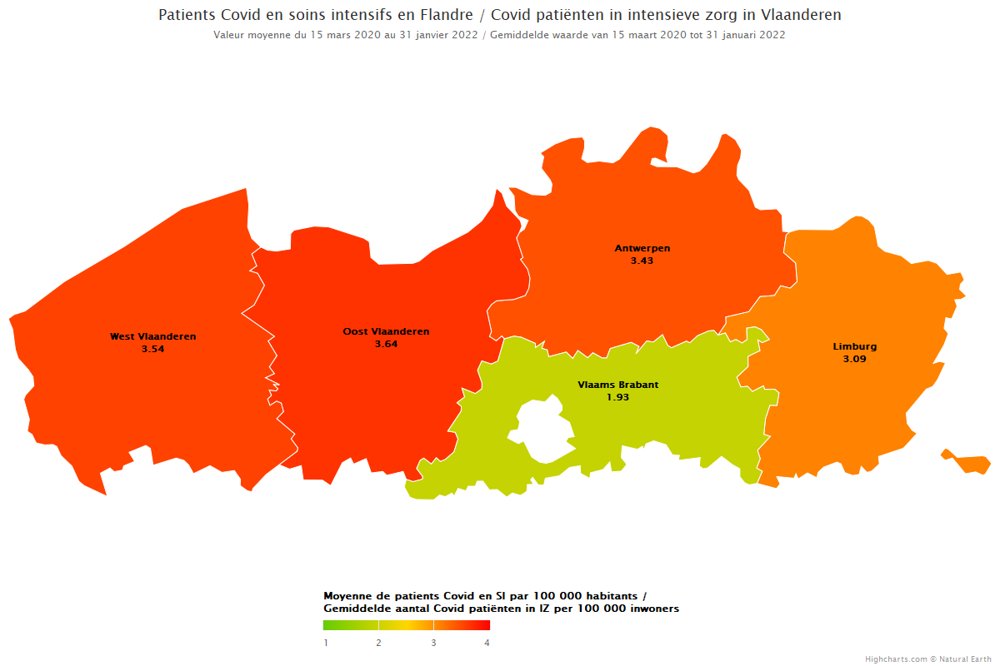 Patients Covid en soins intensifs en Flandre / Covid patiënten in intensieve zorg in Vlaanderen
Valeur moyenne du 15 mars 2020 au 31 janvier 2022 / Gemiddelde waarde van 15 maart 2020 tot 31 januari 2022
Antwerpen
3.43
Oost Vlaanderen
3.64
West Vlaanderen
3.54
Limburg
3.09
Vlaams Brabant
1.93
Moyenne de patients Covid en SI par 100 000 habitants /
Gemiddelde aantal Covid patiënten in IZ per 100 000 inwoners
1 2 3 4
Highcharts.com © Natural Earth